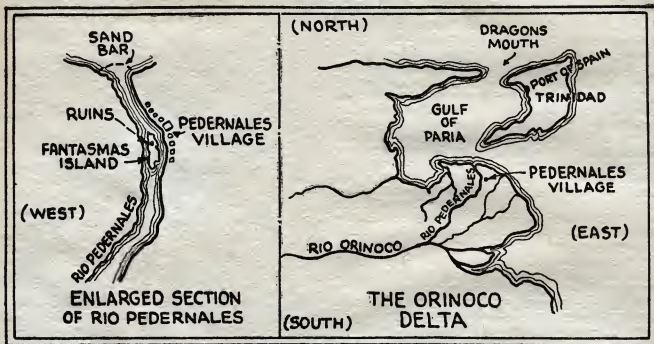 SAND
BAR
RUINS
FANTASMAS
ISLAND
PEDERNALES
VILLAGE
(WEST)
RIO PEDERNALES
ENLARGED SECTION
OF RIO PEDERNALES
(NORTH)
DRAGONS
MOUTH
PORT OF SPAIN
TRINIDAD
GULF
OF
PARIA
PEDERNALES
VILLAGE
RIO PEDERNALES
(EAST)
RIO ORINOCO
THE ORINOCO
DELTA
(SOUTH)